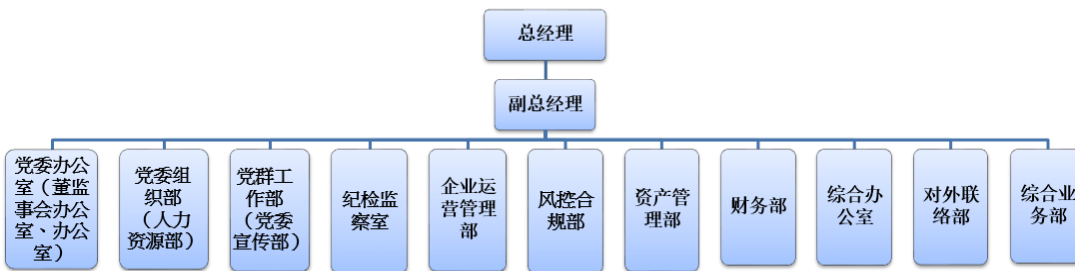 总经理
副总经理
党委办公
室（董监
事会办公
室、办公
室）
党委组
织部
（人力
资源部）
党群工
作部
（党委
宣传部）
纪检监
察室
企业运
营管理
部
风控合
规部
资产管
理部
财务部
综合办
公室
对外联
络部
综合业
务部